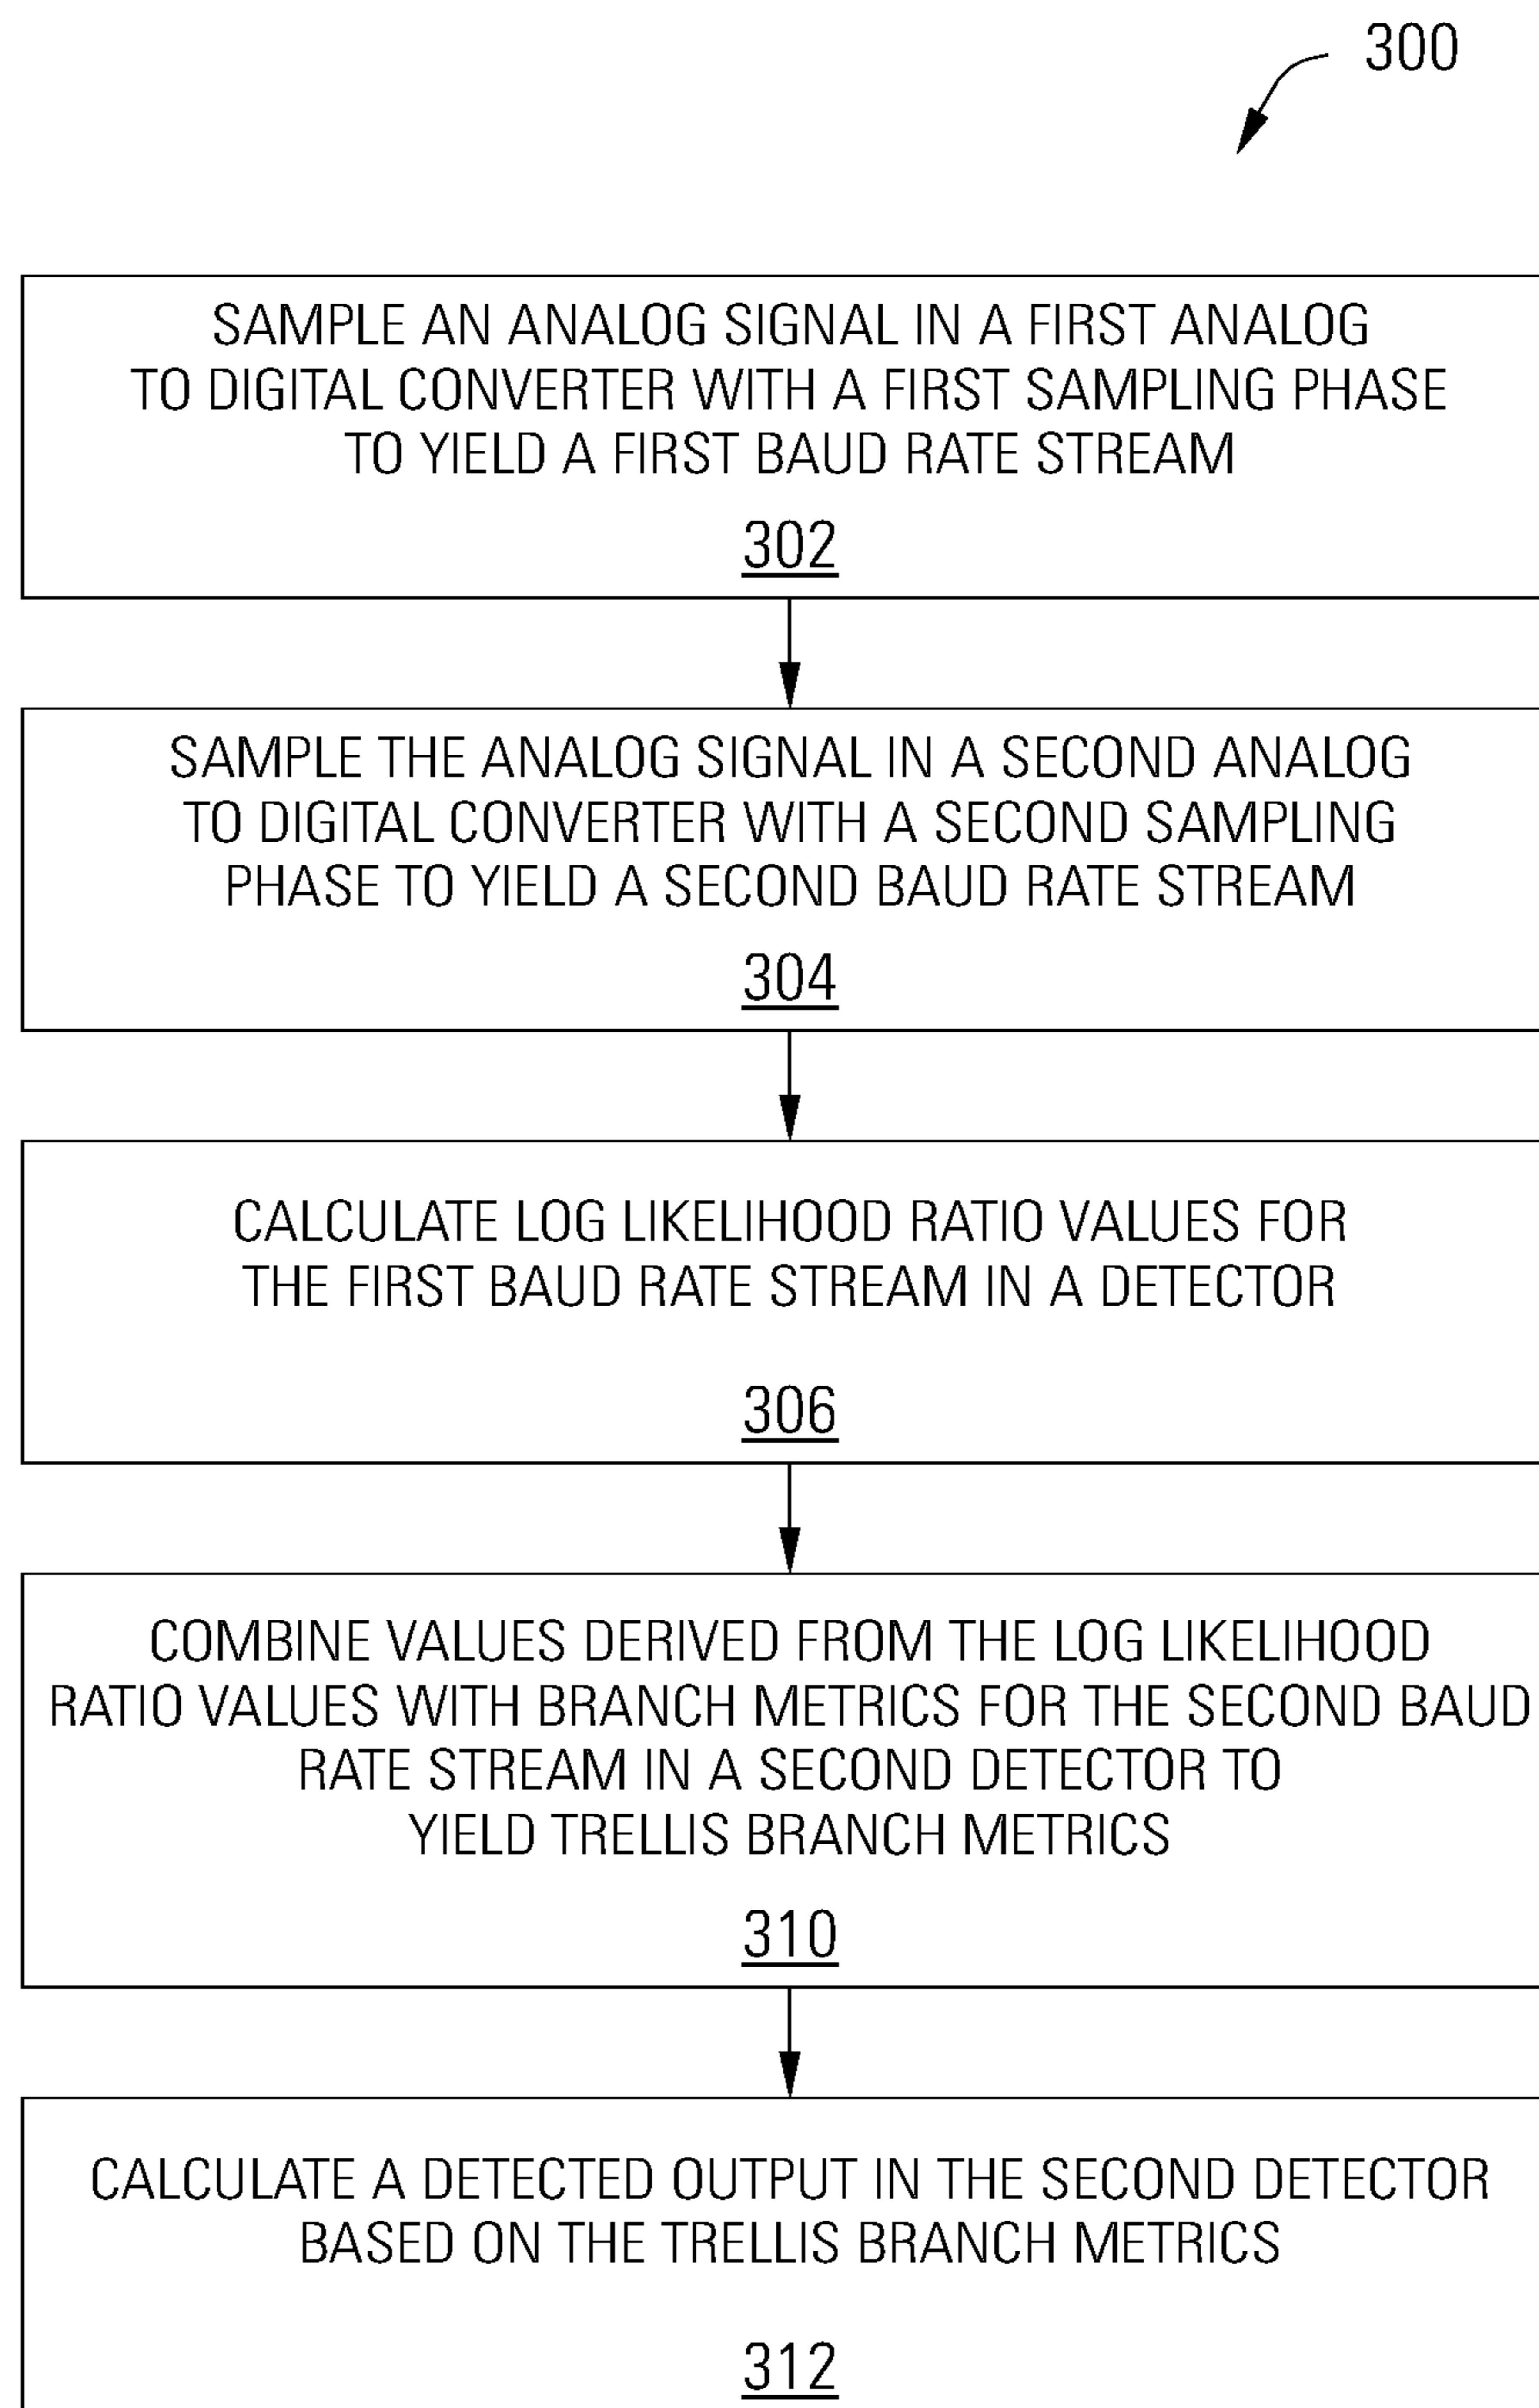 300
SAMPLE AN ANALOG SIGNAL IN A FIRST ANALOG
TO DIGITAL CONVERTER WITH A FIRST SAMPLING PHASE
TO YIELD A FIRST BAUD RATE STREAM
302
SAMPLE THE ANALOG SIGNAL IN A SECOND ANALOG
TO DIGITAL CONVERTER WITH A SECOND SAMPLING
PHASE TO YIELD A SECOND BAUD RATE STREAM
304
CALCULATE LOG LIKELIHOOD RATIO VALUES FOR
THE FIRST BAUD RATE STREAM IN A DETECTOR
306
COMBINE VALUES DERIVED FROM THE LOG LIKELIHOOD
RATIO VALUES WITH BRANCH METRICS FOR THE SECOND BAUD
RATE STREAM IN A SECOND DETECTOR TO
YIELD TRELLIS BRANCH METRICS
310
CALCULATE A DETECTED OUTPUT IN THE SECOND DETECTOR
BASED ON THE TRELLIS BRANCH METRICS
312